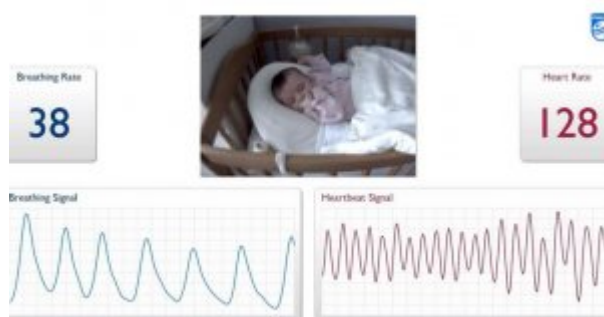 Breathing Rate
38
Heart Rate
128
Breathing Signal
Heartbeat Signal